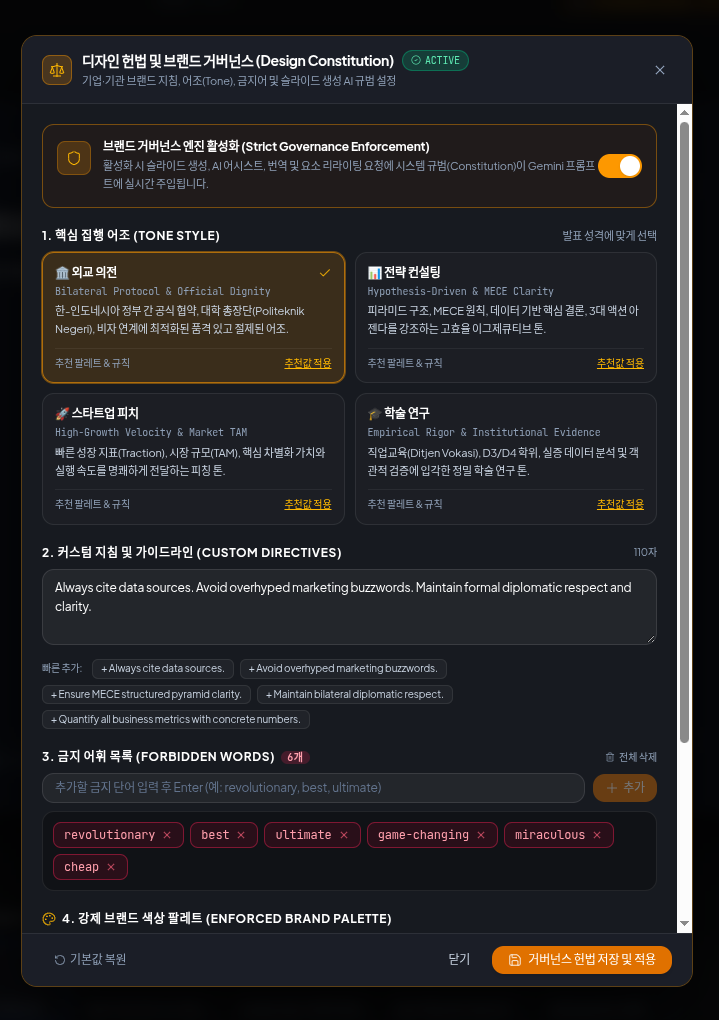 디자인 헌법 및 브랜드 거버넌스 (Design Constitution) ACTIVE
기업·기관 브랜드 지침, 어조(Tone), 금지어 및 슬라이드 생성 AI 규범 설정
브랜드 거버넌스 엔진 활성화 (Strict Governance Enforcement)
활성화 시 슬라이드 생성, AI 어시스트, 번역 및 요소 리라이팅 요청에 시스템 규범(Constitution)이 Gemini 프롬프
트에 실시간 주입됩니다.
1. 핵심 집행 어조 (TONE STYLE) 발표 성격에 맞게 선택
🏛️ 외교 의전
Bilateral Protocol & Official Dignity
한-인도네시아 정부 간 공식 협약, 대학 총장단(Politeknik
Negeri), 비자 연계에 최적화된 품격 있고 절제된 어조.
추천 팔레트 & 규칙 추천값 적용
📊 전략 컨설팅
Hypothesis-Driven & MECE Clarity
피라미드 구조, MECE 원칙, 데이터 기반 핵심 결론, 3대 액션 아
젠다를 강조하는 고효율 이그제큐티브 톤.
추천 팔레트 & 규칙 추천값 적용
🚀 스타트업 피치
High-Growth Velocity & Market TAM
빠른 성장 지표(Traction), 시장 규모(TAM), 핵심 차별화 가치와
실행 속도를 명쾌하게 전달하는 피칭 톤.
추천 팔레트 & 규칙 추천값 적용
🎓 학술 연구
Empirical Rigor & Institutional Evidence
직업교육(Ditjen Vokasi), D3/D4 학위, 실증 데이터 분석 및 객
관적 검증에 입각한 정밀 학술 연구 톤.
추천 팔레트 & 규칙 추천값 적용
2. 커스텀 지침 및 가이드라인 (CUSTOM DIRECTIVES) 110자
Always cite data sources. Avoid overhyped marketing buzzwords. Maintain formal diplomatic respect and
clarity.
빠른 추가: + Always cite data sources. + Avoid overhyped marketing buzzwords.
+ Ensure MECE structured pyramid clarity. + Maintain bilateral diplomatic respect.
+ Quantify all business metrics with concrete numbers.
3. 금지 어휘 목록 (FORBIDDEN WORDS) 6개 전체 삭제
추가할 금지 단어 입력 후 Enter (예: revolutionary, best, ultimate) + 추가
revolutionary × best × ultimate × game-changing × miraculous ×
cheap ×
4. 강제 브랜드 색상 팔레트 (ENFORCED BRAND PALETTE)
기본값 복원 닫기 거버넌스 헌법 저장 및 적용